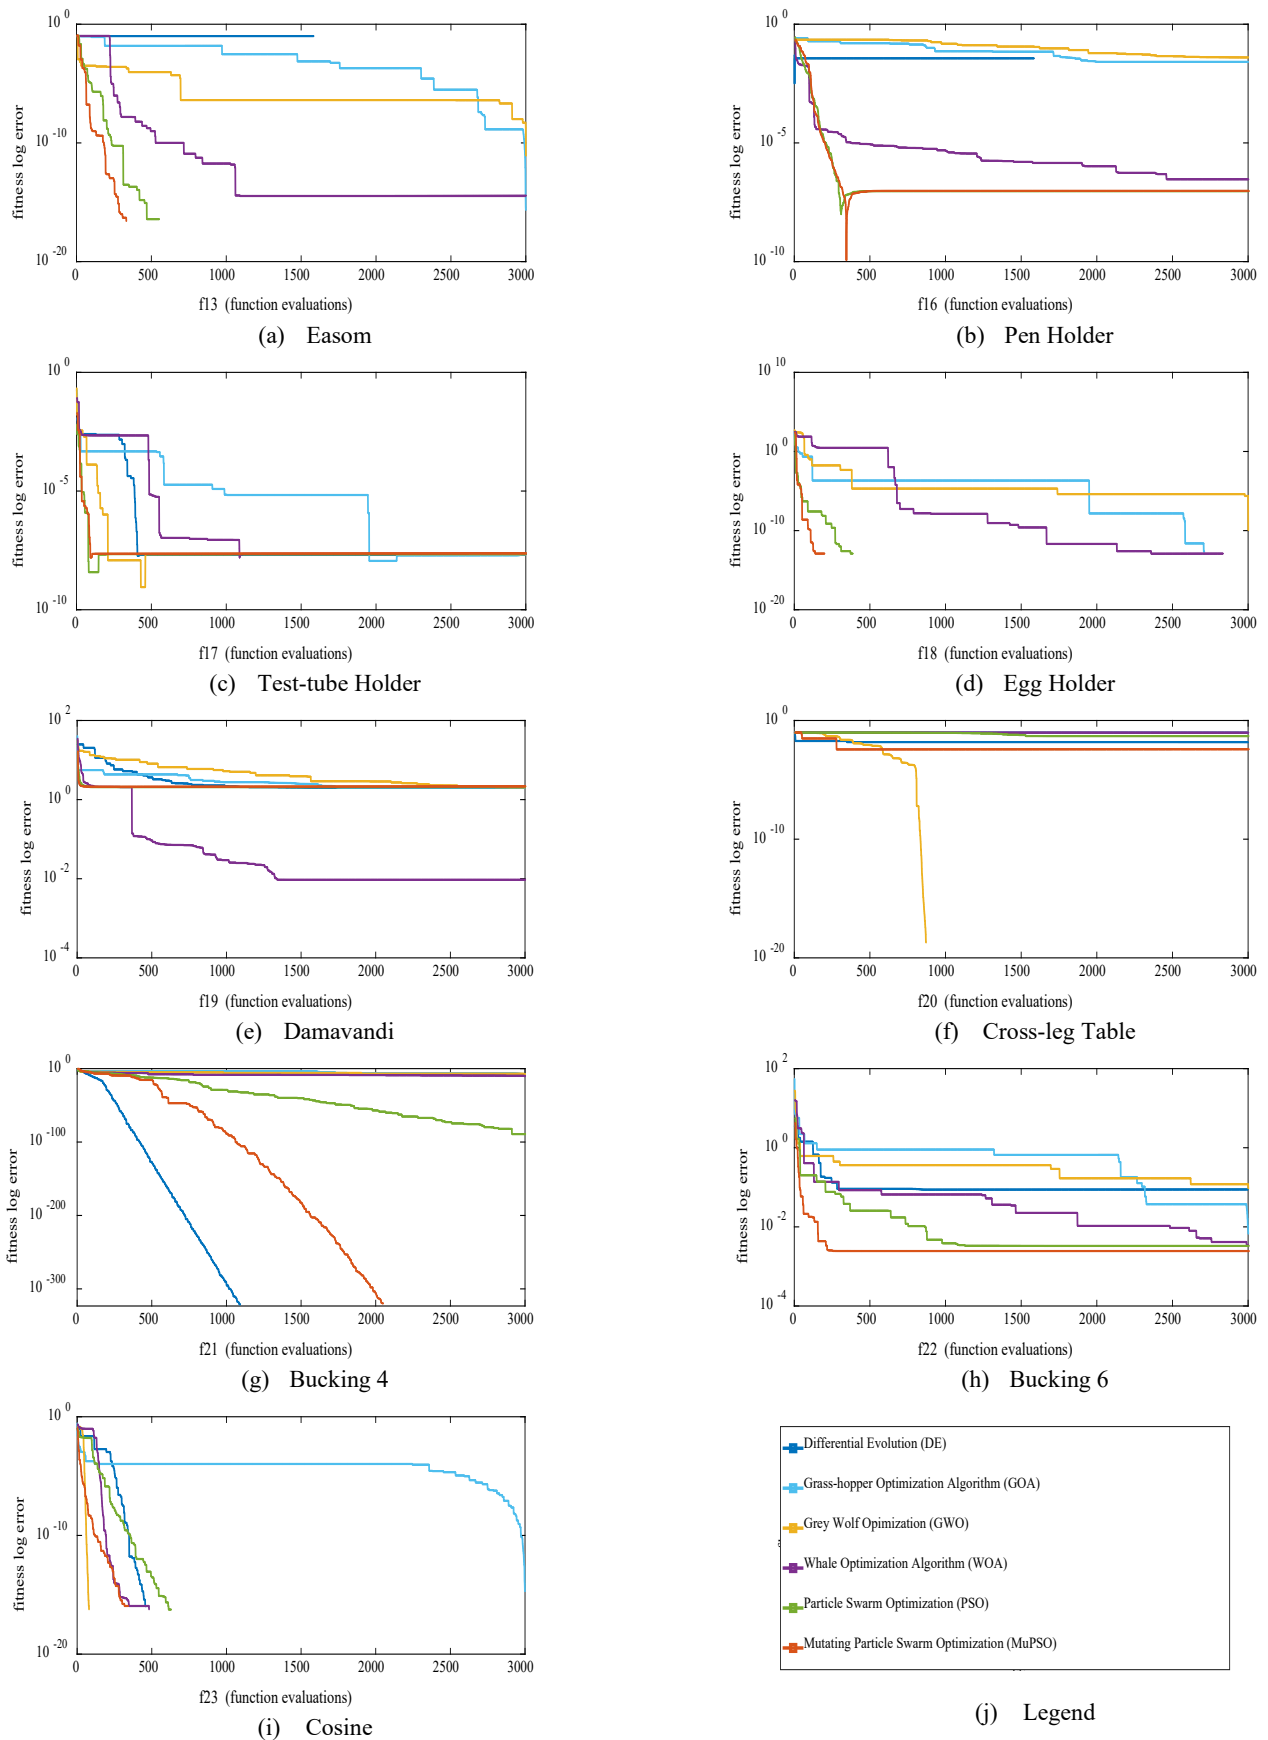 10 0
10 -10
10 -20
fitness log error
0 500 1000 1500 2000 2500 3000
f13 (function evaluations)
(a) Easom
10 0
10 -5
10 -10
fitness log error
0 500 1000 1500 2000 2500 3000
f16 (function evaluations)
(b) Pen Holder
10 0
10 -5
10 -10
fitness log error
0 500 1000 1500 2000 2500 3000
f17 (function evaluations)
(c) Test-tube Holder
10 10
10 0
10 -10
10 -20
fitness log error
0 500 1000 1500 2000 2500 3000
f18 (function evaluations)
(d) Egg Holder
10 2
10 0
10 -2
10 -4
fitness log error
0 500 1000 1500 2000 2500 3000
f19 (function evaluations)
(e) Damavandi
10 0
10 -10
10 -20
fitness log error
0 500 1000 1500 2000 2500 3000
f20 (function evaluations)
(f) Cross-leg Table
10 0
10 -100
10 -200
10 -300
fitness log error
0 500 1000 1500 2000 2500 3000
f21 (function evaluations)
(g) Bucking 4
10 2
10 0
10 -2
10 -4
fitness log error
0 500 1000 1500 2000 2500 3000
f22 (function evaluations)
(h) Bucking 6
10 0
10 -10
10 -20
fitness log error
0 500 1000 1500 2000 2500 3000
f23 (function evaluations)
(i) Cosine
Differential Evolution (DE)
Grass-hopper Optimization Algorithm (GOA)
Grey Wolf Opimization (GWO)
Whale Optimization Algorithm (WOA)
Particle Swarm Optimization (PSO)
Mutating Particle Swarm Optimization (MuPSO)
(j) Legend